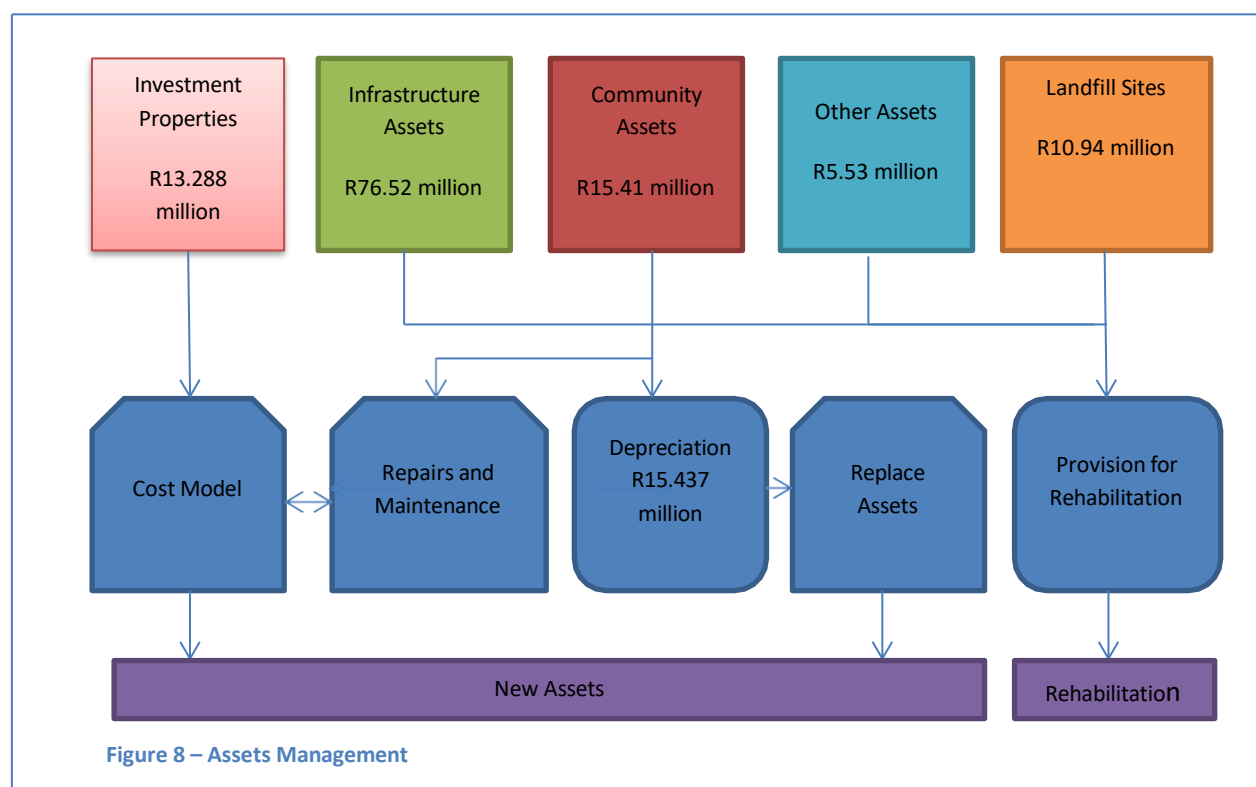 Investment
Properties
R13.288
million
Infrastructure
Assets
R76.52 million
Community
Assets
R15.41 million
Other Assets
R5.53 million
Landfill Sites
R10.94 million
Cost Model
Repairs and
Maintenance
Depreciation
R15.437
million
Replace
Assets
Provision for
Rehabilitation
New Assets
Rehabilitation
Figure 8 – Assets Management